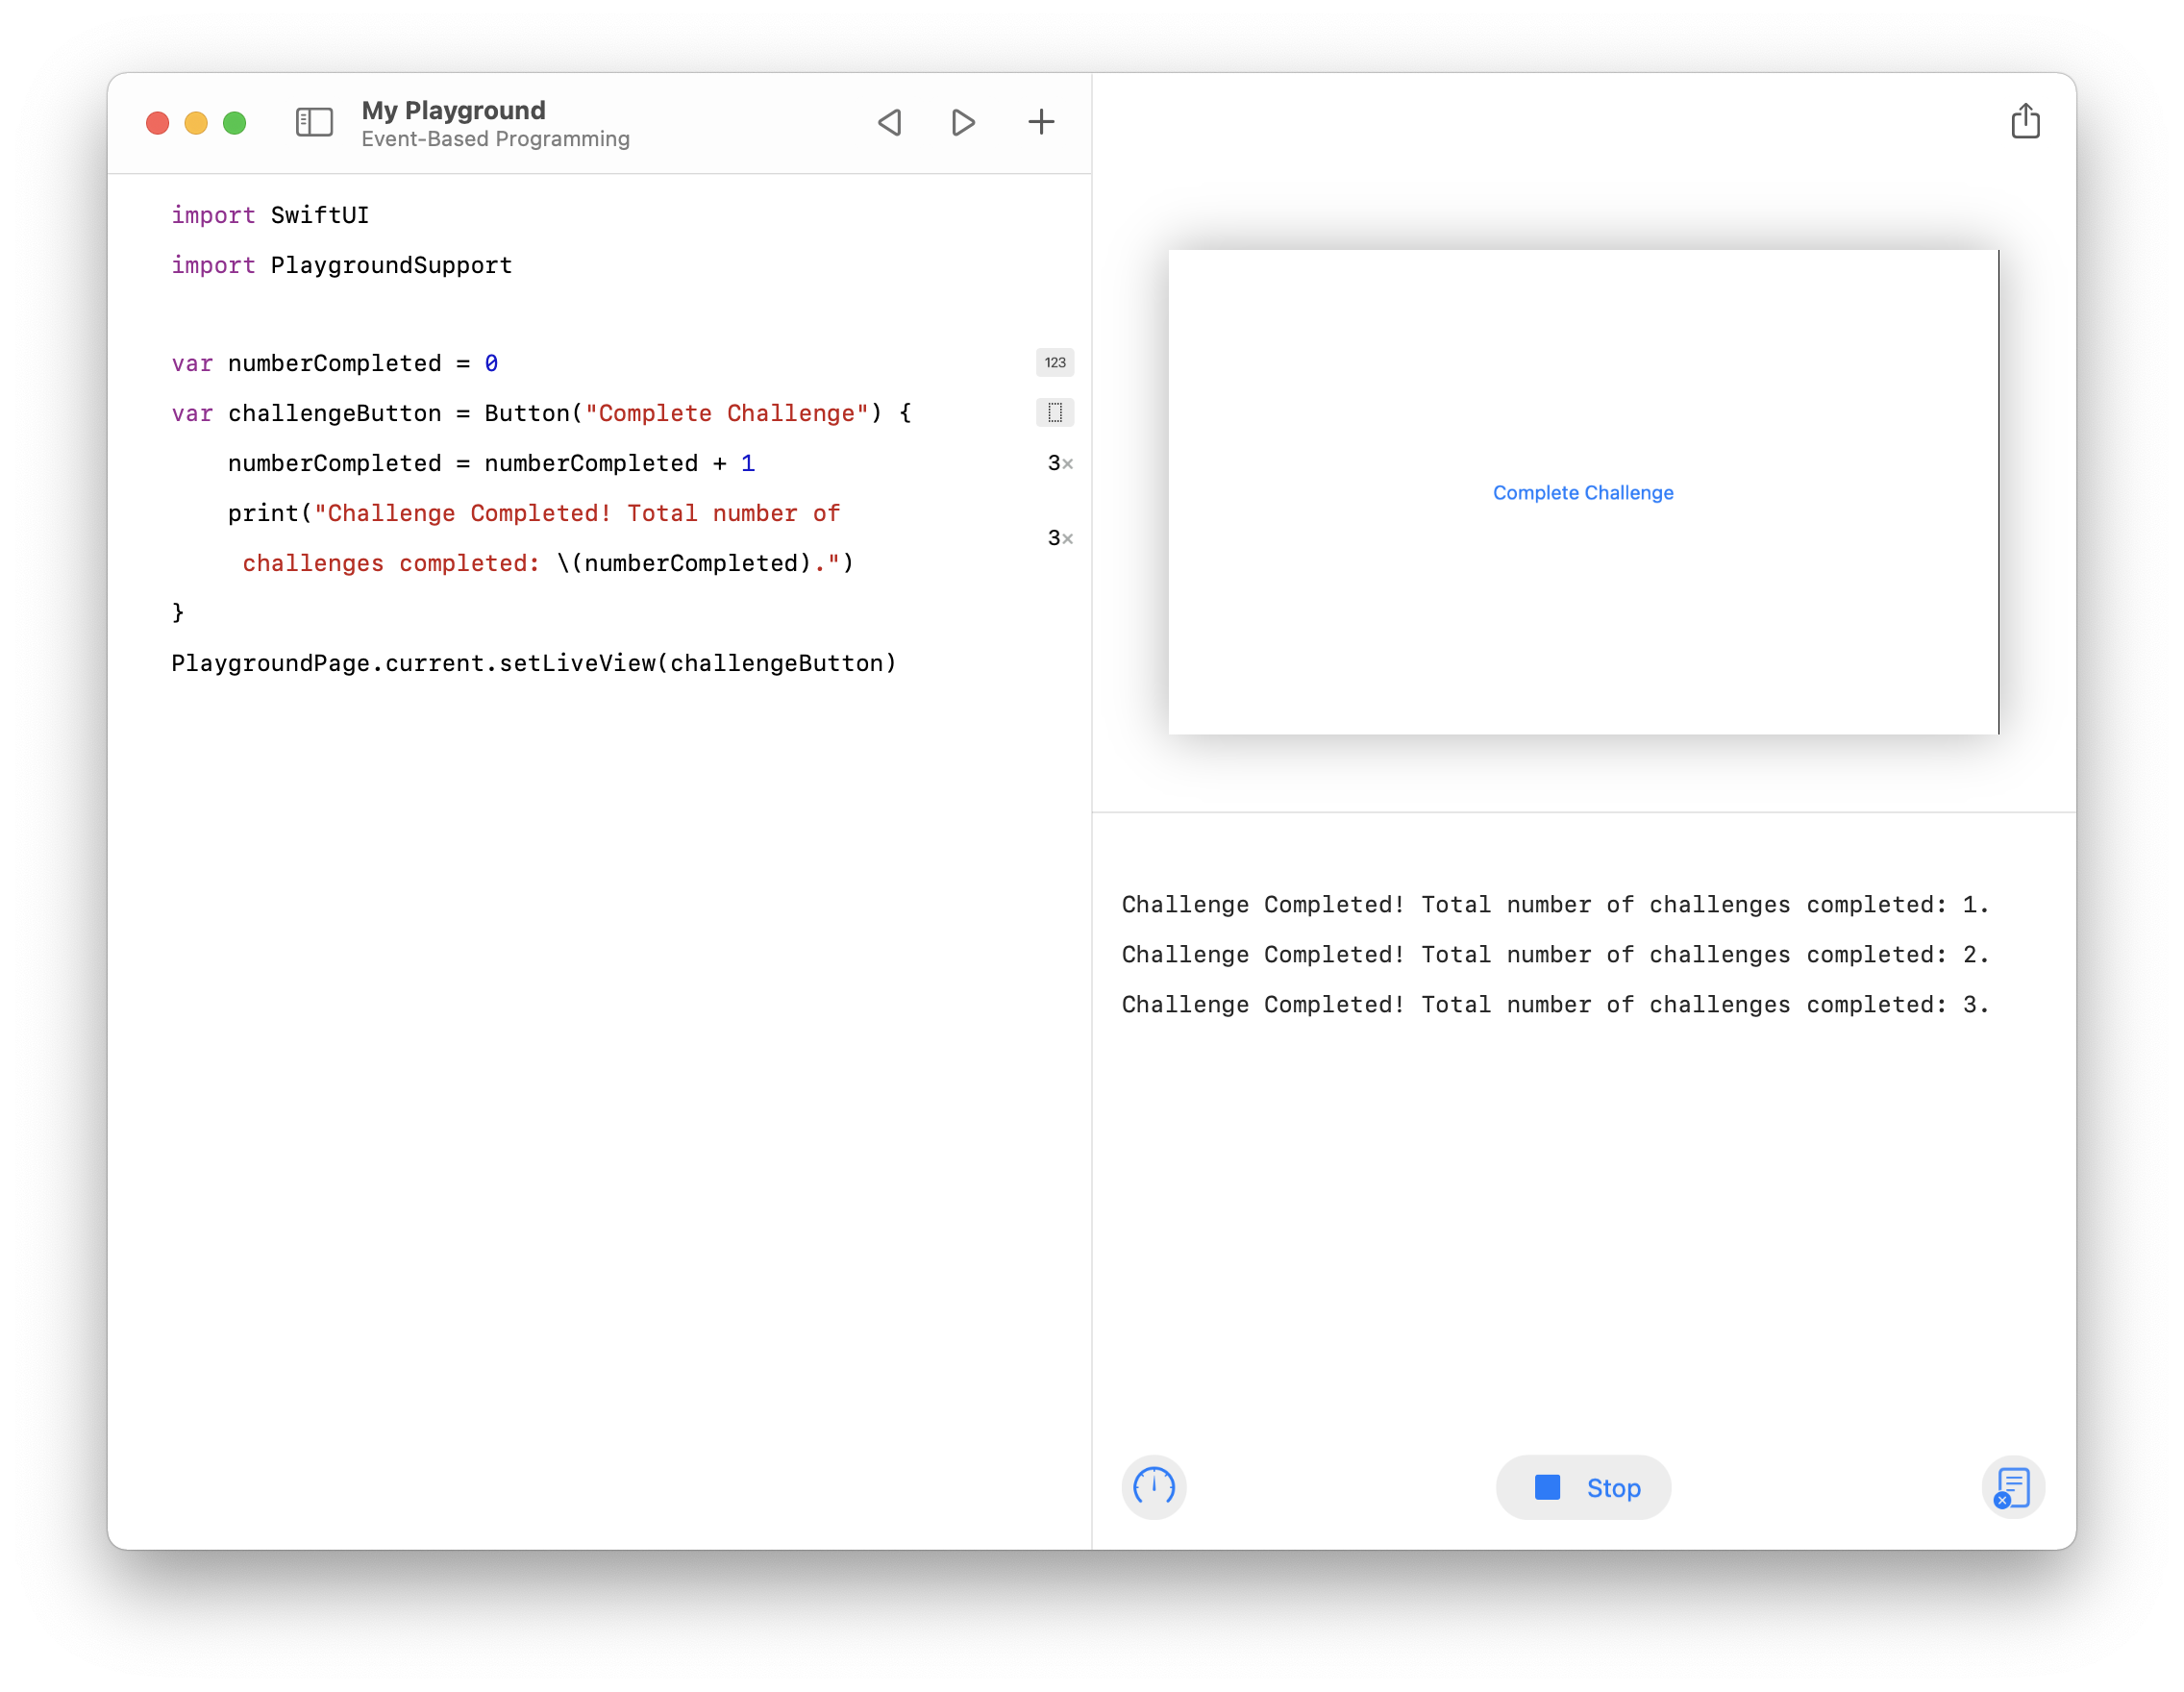 My Playground
Event-Based Programming
import SwiftUI
import PlaygroundSupport
var numberCompleted = 0
123
var challengeButton = Button("Complete Challenge") {
numberCompleted = numberCompleted + 1
3×
print("Challenge Completed! Total number of
challenges completed: \(numberCompleted).")
3×
}
PlaygroundPage.current.setLiveView(challengeButton)
Complete Challenge
Challenge Completed! Total number of challenges completed: 1.
Challenge Completed! Total number of challenges completed: 2.
Challenge Completed! Total number of challenges completed: 3.
Stop